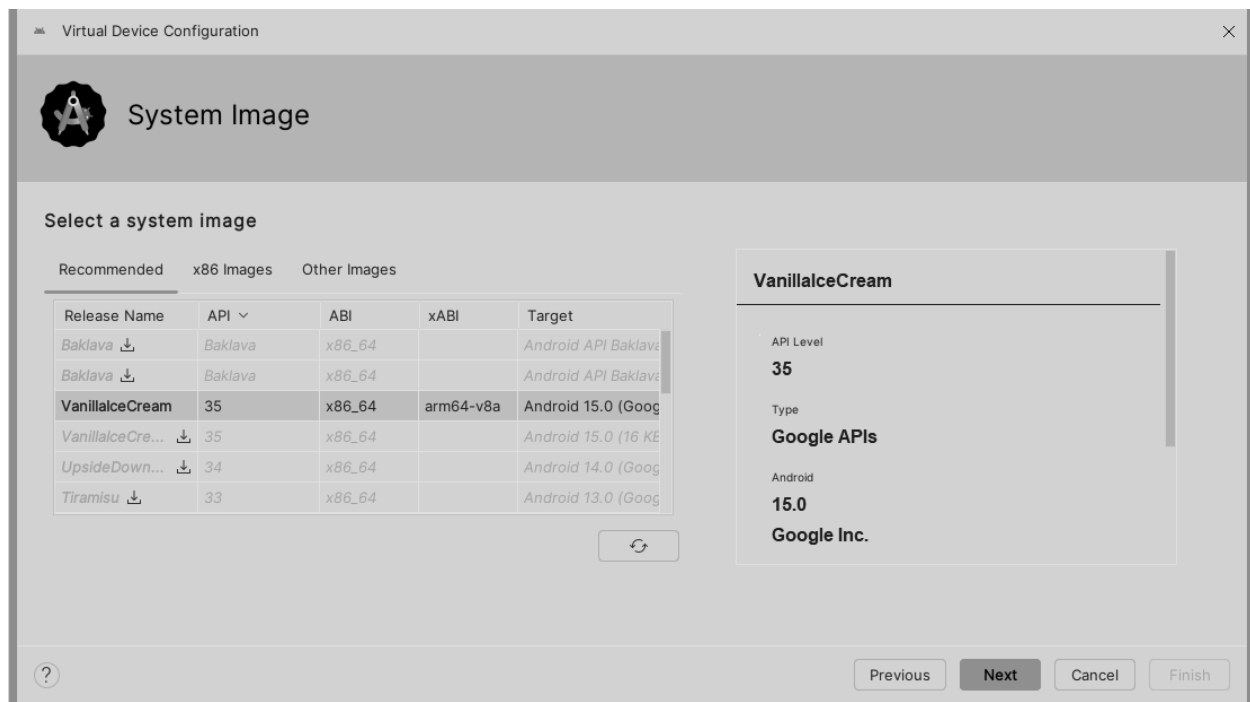 Virtual Device Configuration
System Image
Select a system image
Recommended x86 Images Other Images
Release Name API ABI xABI Target
Baklava Baklava x86_64 Android API Baklava
Baklava Baklava x86_64 Android API Baklava
VanillaIceCream 35 x86_64 arm64-v8a Android 15.0 (Goog
VanillaIceCre... 35 x86_64 Android 15.0 (16 KB
UpsideDown... 34 x86_64 Android 14.0 (Goog
Tiramisu 33 x86_64 Android 13.0 (Goog
VanillaIceCream
API Level
35
Type
Google APIs
Android
15.0
Google Inc.
? Previous Next Cancel Finish